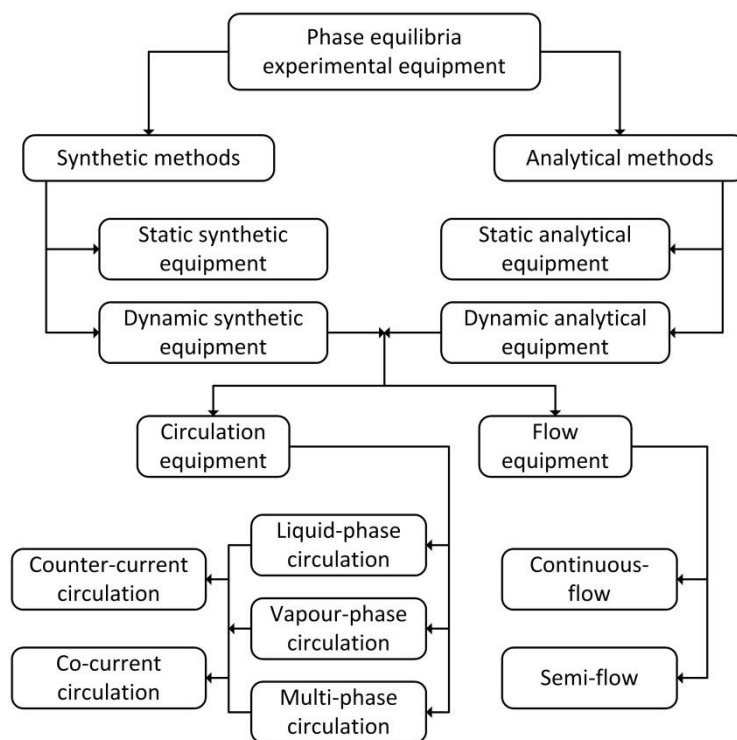 Phase equilibria
experimental equipment
Synthetic methods
Analytical methods
Static synthetic
equipment
Static analytical
equipment
Dynamic synthetic
equipment
Dynamic analytical
equipment
Circulation
equipment
Flow
equipment
Liquid-phase
circulation
Counter-current
circulation
Continuous-
flow
Vapour-phase
circulation
Co-current
circulation
Semi-flow
Multi-phase
circulation